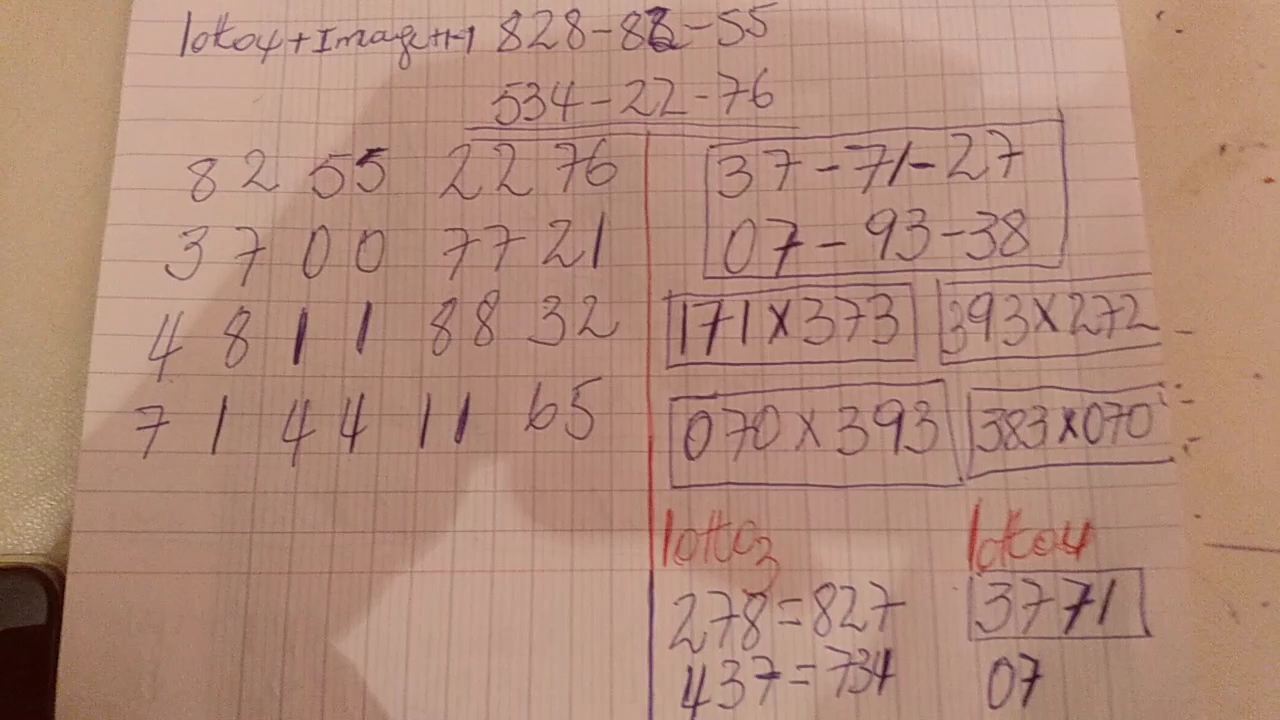 lotto4+Image+-1 828-82-55
534-22-76
82 55 22 76
37 00 77 21
48 11 88 32
71 44 11 65
37-71-27
07-93-38
171x373 393x272
070x393 383x070
lotto3 lotto4
278=827 3771
437=734 07